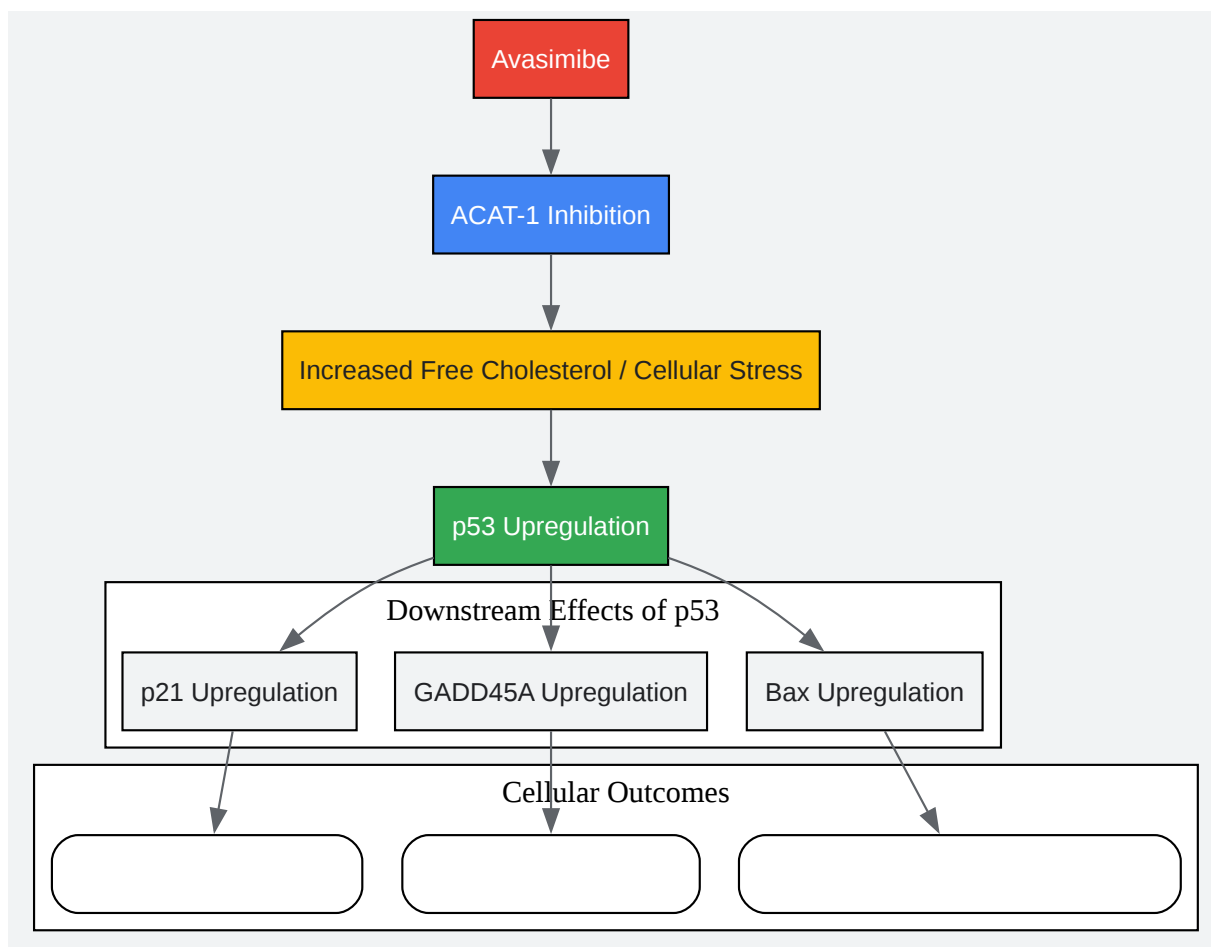 Avasimibe
ACAT-1 Inhibition
Increased Free Cholesterol / Cellular Stress
p53 Upregulation
Downstream Effects of p53
p21 Upregulation
GADD45A Upregulation
Bax Upregulation
Cellular Outcomes